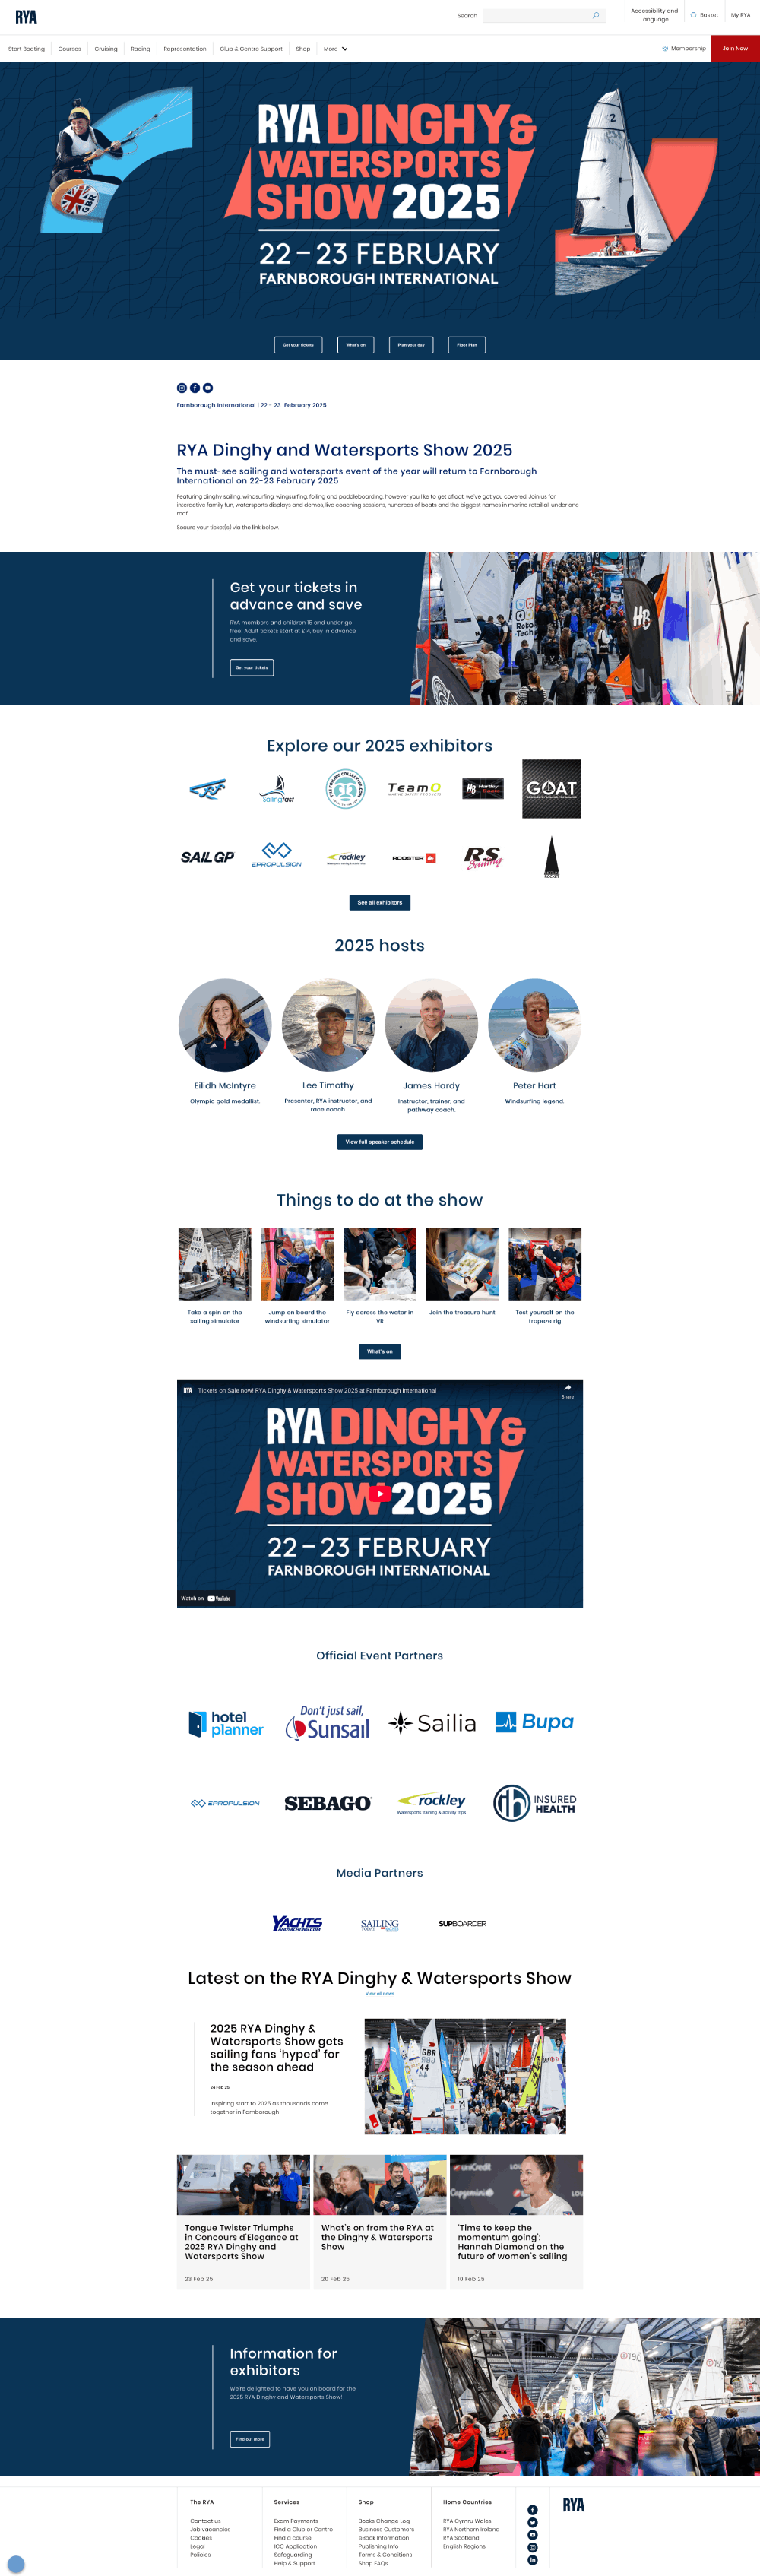 RYA
Search
Accessibility and
Language
Basket
My RYA
Start Boating
Courses
Cruising
Racing
Representation
Club & Centre Support
Shop
More
Membership
Join Now
RYA DINGHY &
WATERSPORTS
SHOW 2025
22 – 23 FEBRUARY
FARNBOROUGH INTERNATIONAL
GBR
2
Get your tickets
What's on
Plan your day
Floor Plan
Farnborough International | 22 - 23 February 2025
RYA Dinghy and Watersports Show 2025
The must-see sailing and watersports event of the year will return to Farnborough
International on 22-23 February 2025
Featuring dinghy sailing, windsurfing, wingsurfing, foiling and paddleboarding, however you like to get afloat, we've got you covered. Join us for
interactive family fun, watersports displays and demos, live coaching sessions, hundreds of boats and the biggest names in marine retail all under one
roof.
Secure your ticket(s) via the link below.
Get your tickets in
advance and save
RYA members and children 15 and under go
free! Adult tickets start at £14, buy in advance
and save.
Get your tickets
Reto
Tech
H3
Explore our 2025 exhibitors
Sailingfast
TeamO
MARINE SAFETY PRODUCTS
Hartley
Boats
GOAT
SAILGP
EPROPULSION
rockley
Watersports training & activity trips
ROOSTER
RS
Sailing
See all exhibitors
2025 hosts
Eilidh McIntyre
Olympic gold medallist.
Lee Timothy
Presenter, RYA instructor, and
race coach.
James Hardy
Instructor, trainer, and
pathway coach.
Peter Hart
Windsurfing legend.
View full speaker schedule
Things to do at the show
Take a spin on the
sailing simulator
Jump on board the
windsurfing simulator
Fly across the water in
VR
Join the treasure hunt
Test yourself on the
trapeze rig
What's on
RYA
Tickets on Sale now! RYA Dinghy & Watersports Show 2025 at Farnborough International
Share
RYA DINGHY &
WATERSPORTS
SHOW 2025
22 – 23 FEBRUARY
FARNBOROUGH INTERNATIONAL
Watch on YouTube
Official Event Partners
hotel
planner
Don't just sail,
Sunsail
Sailia
Bupa
EPROPULSION
SEBAGO
rockley
Watersports training & activity trips
INSURED
HEALTH
Media Partners
YACHTS
ANDYACHTING.COM
SAILING
TODAY
SUPBOARDER
Latest on the RYA Dinghy & Watersports Show
View all news
2025 RYA Dinghy &
Watersports Show gets
sailing fans 'hyped' for
the season ahead
24 Feb 25
Inspiring start to 2025 as thousands come
together in Farnborough
GBR
44
Tongue Twister Triumphs
in Concours d'Elegance at
2025 RYA Dinghy and
Watersports Show
23 Feb 25
What's on from the RYA at
the Dinghy & Watersports
Show
20 Feb 25
UniCredit
Capgemini
'Time to keep the
momentum going':
Hannah Diamond on the
future of women's sailing
10 Feb 25
Information for
exhibitors
We're delighted to have you on board for the
2025 RYA Dinghy and Watersports Show!
Find out more
The RYA
Contact us
Job vacancies
Cookies
Legal
Policies
Services
Exam Payments
Find a Club or Centre
Find a course
ICC Application
Safeguarding
Help & Support
Shop
Books Change Log
Business Customers
eBook Information
Publishing Info
Terms & Conditions
Shop FAQs
Home Countries
RYA Cymru Wales
RYA Northern Ireland
RYA Scotland
English Regions
RYA